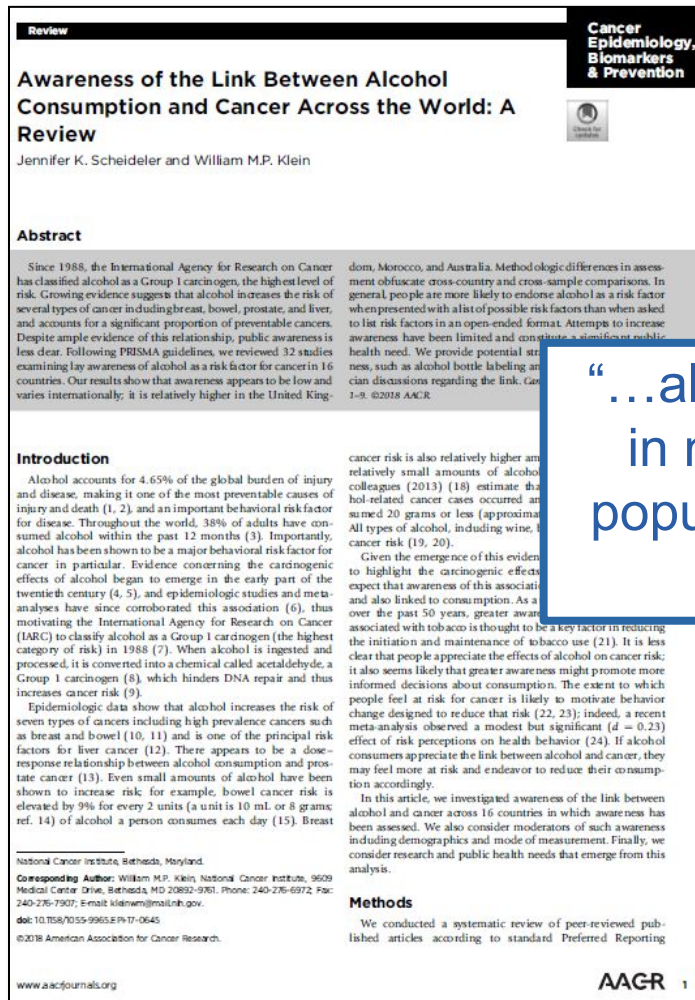 Review
Cancer
Epidemiology,
Biomarkers
& Prevention
Awareness of the Link Between Alcohol
Consumption and Cancer Across the World: A
Review
Check for
updates
Jennifer K. Scheideler and William M.P. Klein
Abstract
Since 1988, the International Agency for Research on Cancer
has classified alcohol as a Group 1 carcinogen, the highest level of
risk. Growing evidence suggests that alcohol increases the risk of
several types of cancer including breast, bowel, prostate, and liver,
and accounts for a significant proportion of preventable cancers.
Despite ample evidence of this relationship, public awareness is
less clear. Following PRISMA guidelines, we reviewed 32 studies
examining lay awareness of alcohol as a risk factor for cancer in 16
countries. Our results show that awareness appears to be low and
varies internationally; it is relatively higher in the United King-
dom, Morocco, and Australia. Methodologic differences in assess-
ment obfuscate cross-country and cross-sample comparisons. In
general, people are more likely to endorse alcohol as a risk factor
when presented with a list of possible risk factors than when asked
to list risk factors in an open-ended format. Attempts to increase
awareness have been limited and constitute a significant public
health need. We provide potential
ness, such as alcohol bottle labeling
cian discussions regarding the link.
1–9. ©2018 AACR.
Introduction
Alcohol accounts for 4.65% of the global burden of injury
and disease, making it one of the most preventable causes of
injury and death (1, 2), and an important behavioral risk factor
for disease. Throughout the world, 38% of adults have con-
sumed alcohol within the past 12 months (3). Importantly,
alcohol has been shown to be a major behavioral risk factor for
cancer in particular. Evidence concerning the carcinogenic
effects of alcohol began to emerge in the early part of the
twentieth century (4, 5), and epidemiologic studies and meta-
analyses have since corroborated this association (6), thus
motivating the International Agency for Research on Cancer
(IARC) to classify alcohol as a Group 1 carcinogen (the highest
category of risk) in 1988 (7). When alcohol is ingested and
processed, it is converted into a chemical called acetaldehyde, a
Group 1 carcinogen (8), which hinders DNA repair and thus
increases cancer risk (9).
Epidemiologic data show that alcohol increases the risk of
seven types of cancers including high prevalence cancers such
as breast and bowel (10, 11) and is one of the principal risk
factors for liver cancer (12). There appears to be a dose–
response relationship between alcohol consumption and pros-
tate cancer (13). Even small amounts of alcohol have been
shown to increase risk; for example, bowel cancer risk is
elevated by 9% for every 2 units (a unit is 10 mL or 8 grams;
ref. 14) of alcohol a person consumes each day (15). Breast
National Cancer Institute, Bethesda, Maryland.
Corresponding Author: William M.P. Klein, National Cancer Institute, 9609
Medical Center Drive, Bethesda, MD 20892-9761. Phone: 240-276-6972; Fax:
240-276-7907; E-mail: kleinwm@mail.nih.gov.
doi: 10.1158/1055-9965.EPI-17-0645
©2018 American Association for Cancer Research.
cancer risk is also relatively higher
relatively small amounts of alcohol
colleagues (2013) (18) estimate
hol-related cancer cases occurred
sumed 20 grams or less
All types of alcohol, including wine,
cancer risk (19, 20).
Given the emergence of this
to highlight the carcinogenic
expect that awareness of this
and also linked to consumption. As a
over the past 50 years, greater
associated with tobacco is thought to be a key factor in reducing
the initiation and maintenance of tobacco use (21). It is less
clear that people appreciate the effects of alcohol on cancer risk;
it also seems likely that greater awareness might promote more
informed decisions about consumption. The extent to which
people feel at risk for cancer is likely to motivate behavior
change designed to reduce that risk (22, 23); indeed, a recent
meta-analysis observed a modest but significant (d = 0.23)
effect of risk perceptions on health behavior (24). If alcohol
consumers appreciate the link between alcohol and cancer, they
may feel more at risk and endeavor to reduce their consump-
tion accordingly.
In this article, we investigated awareness of the link between
alcohol and cancer across 16 countries in which awareness has
been assessed. We also consider moderators of such awareness
including demographics and mode of measurement. Finally, we
consider research and public health needs that emerge from this
analysis.
Methods
We conducted a systematic review of peer-reviewed pub-
lished articles according to standard Preferred Reporting
“…al
in
popu
www.aacrjournals.org
AACR 1